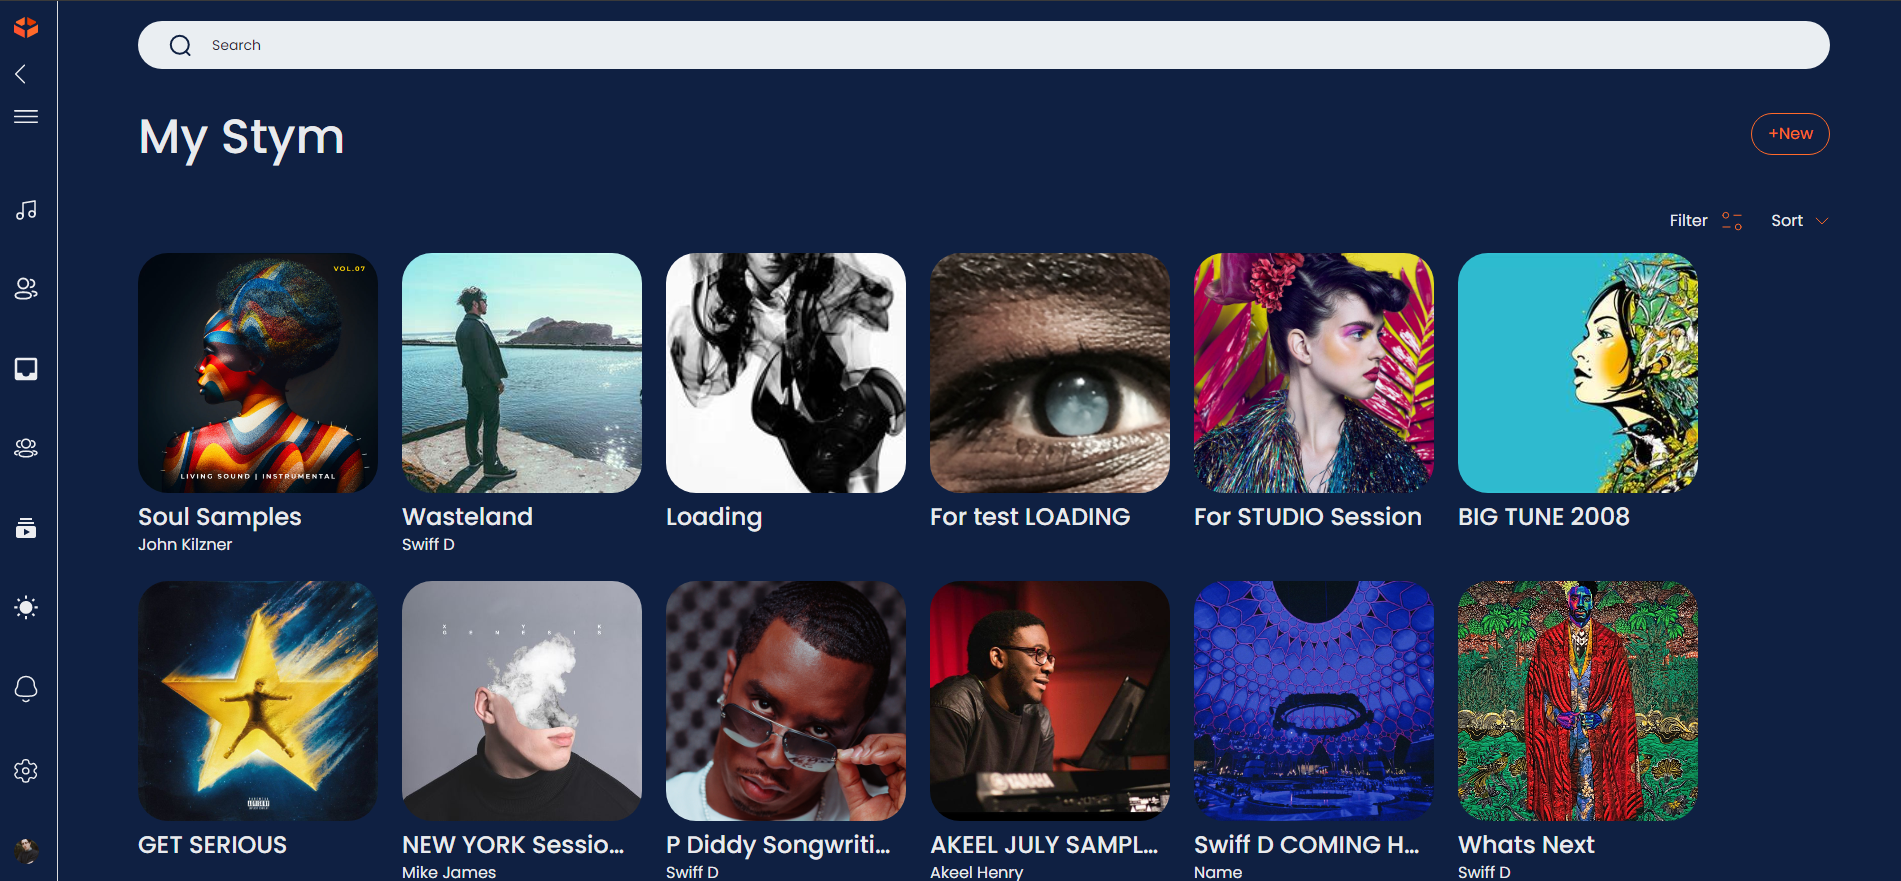 Search
My Stym
+New
Filter
Sort
VOL.07
LIVING SOUND | INSTRUMENTAL
Soul Samples
John Kilzner
Wasteland
Swiff D
Loading
For test LOADING
For STUDIO Session
BIG TUNE 2008
GET SERIOUS
NEW YORK Sessio...
Mike James
P Diddy Songwriti...
Swiff D
AKEEL JULY SAMPL...
Akeel Henry
Swiff D COMING H...
Name
Whats Next
Swiff D